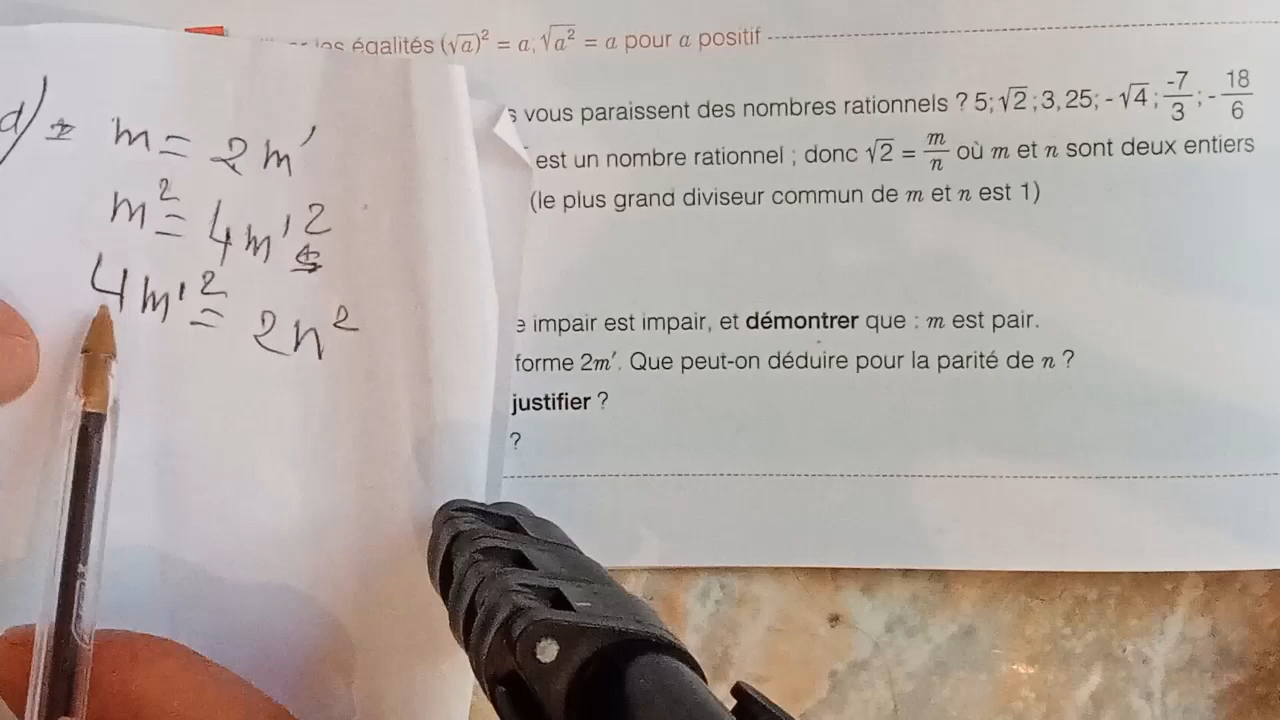 les égalités (√a)² = a; √a² = a pour a positif
vous paraissent des nombres rationnels ? 5; √2 ; 3, 25; - √4 ; -7/3 ; - 18/6
est un nombre rationnel ; donc √2 = m/n où m et n sont deux entiers
(le plus grand diviseur commun de m et n est 1)
impair est impair, et démontrer que : m est pair.
forme 2m′. Que peut-on déduire pour la parité de n ?
justifier ?
?
d) m = 2m'
m² = 4m'²
4m'² = 2n²